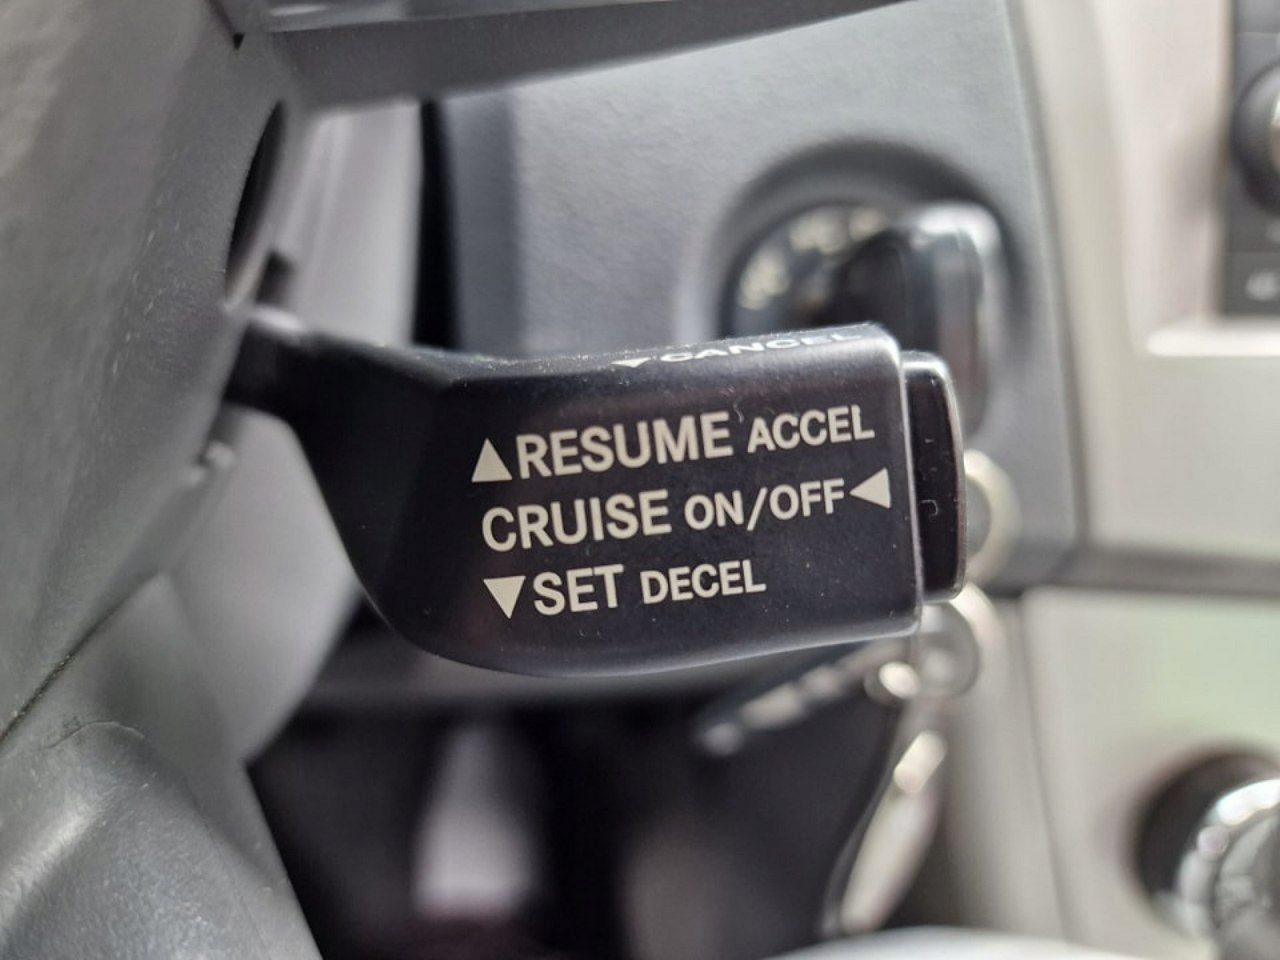 ▼CANCEL
▲RESUME ACCEL
CRUISE ON/OFF◀
▼SET DECEL